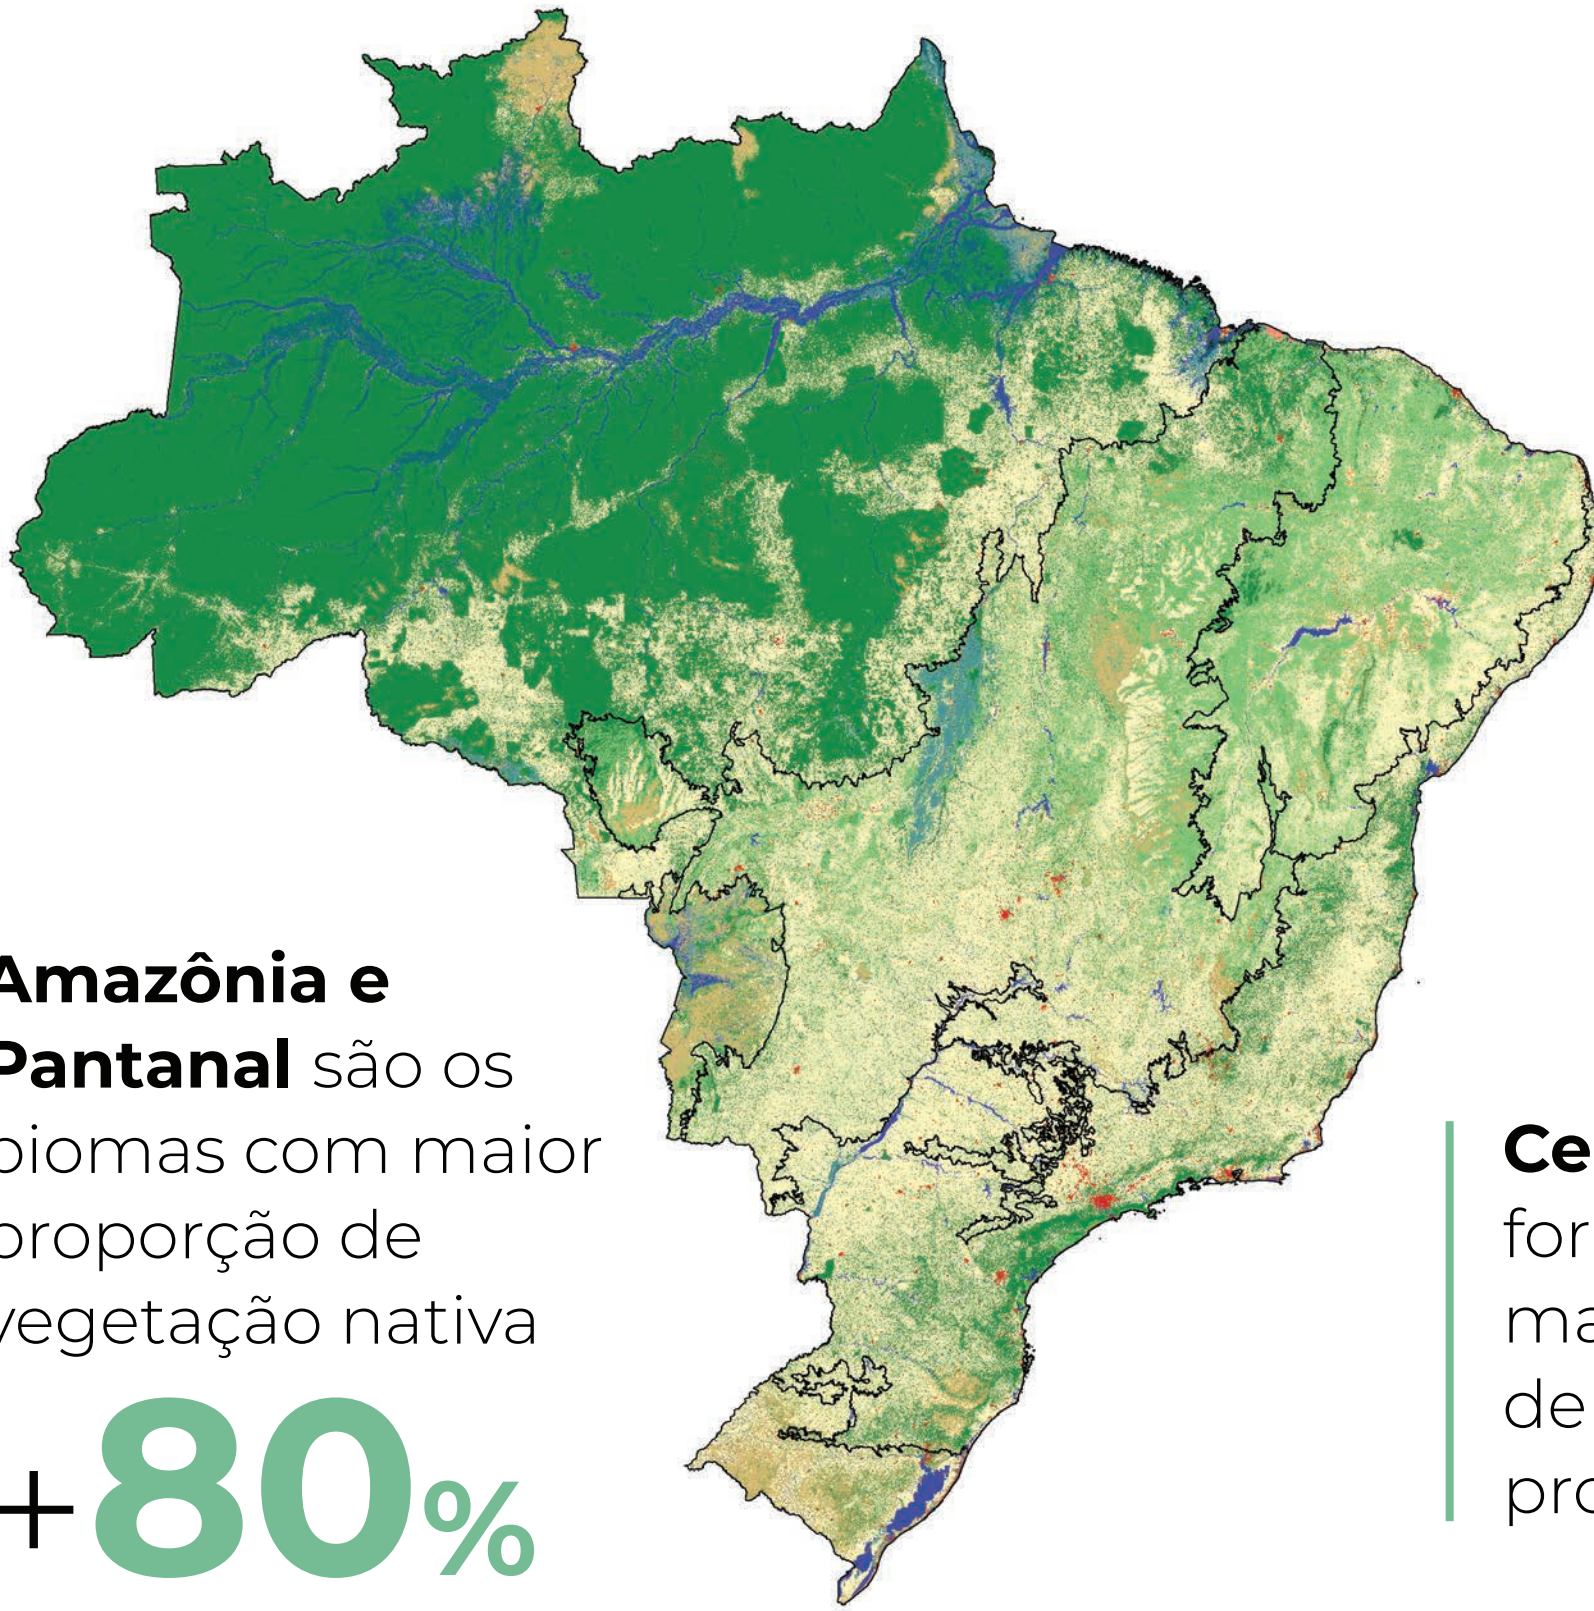 Amazônia e
Pantanal são os
biomas com maior
proporção de
vegetação nativa
+80%
Ce
for
ma
de
pro